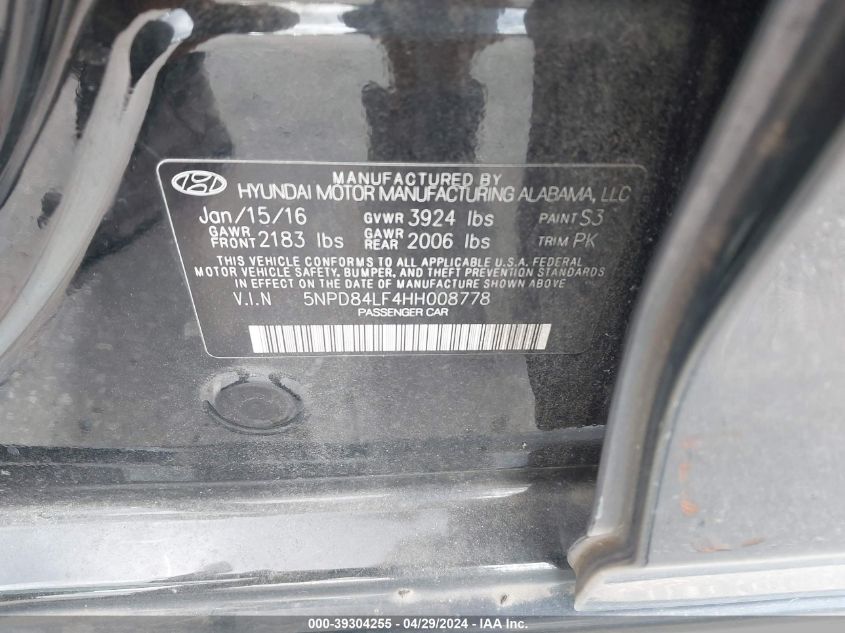 MANUFACTURED BY
HYUNDAI MOTOR MANUFACTURING ALABAMA, LLC
Jan/15/16 GVWR 3924 lbs PAINT S3
GAWR FRONT 2183 lbs GAWR REAR 2006 lbs TRIM PK
THIS VEHICLE CONFORMS TO ALL APPLICABLE U.S.A. FEDERAL
MOTOR VEHICLE SAFETY, BUMPER, AND THEFT PREVENTION STANDARDS
IN EFFECT ON THE DATE OF MANUFACTURE SHOWN ABOVE.
V.I.N 5NPD84LF4HH008778
PASSENGER CAR
000-39304255 - 04/29/2024 - IAA Inc.